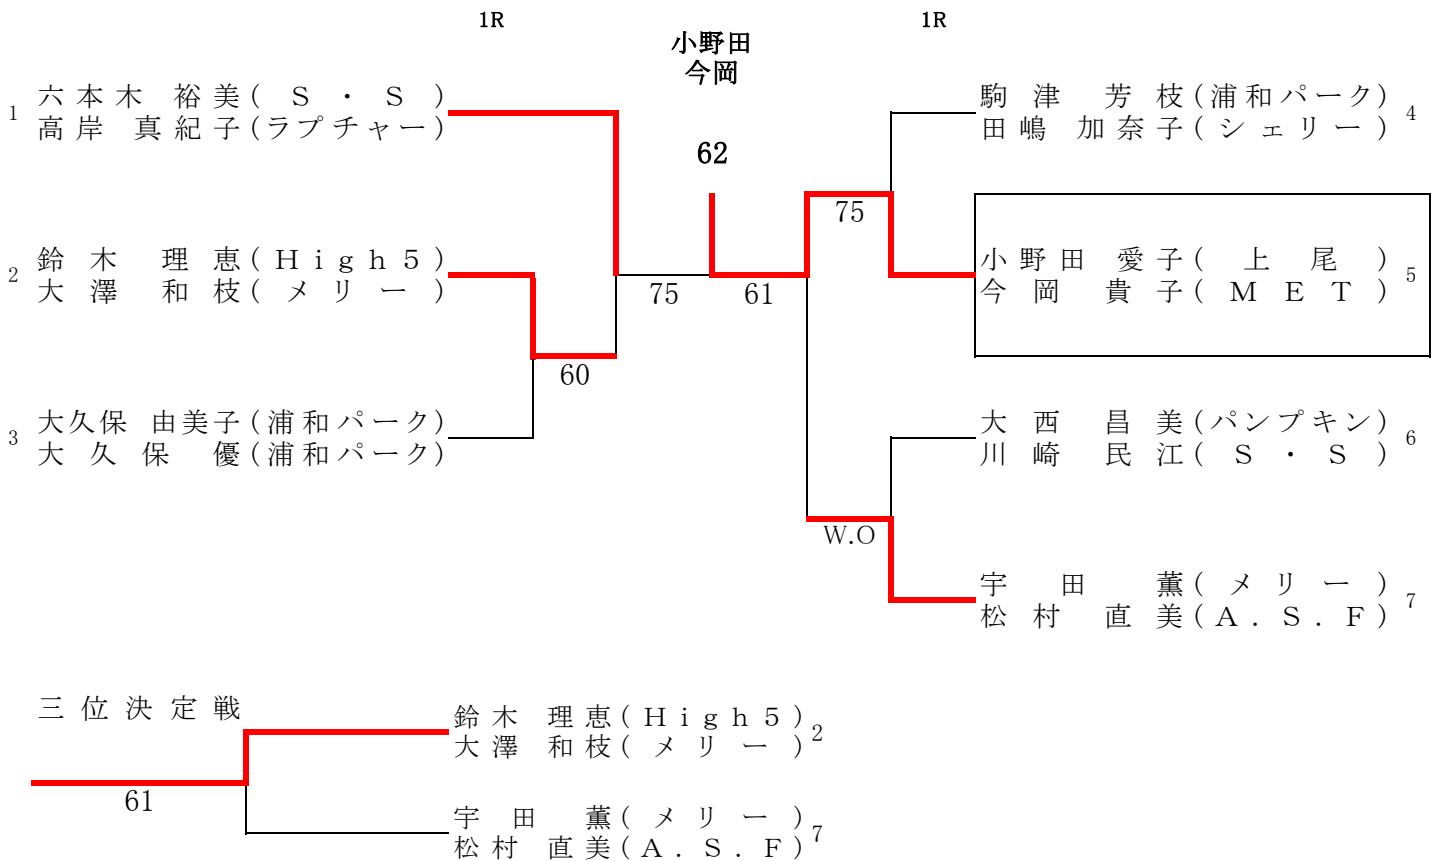 1R
1R
小野田
今岡
1 六本木 裕美(S・S)
高岸 真紀子(ラプチャー)
駒津 芳枝(浦和パーク) 4
田嶋 加奈子(シェリー)
62
75
2 鈴木 理恵(High5)
大澤 和枝(メリー)
小野田 愛子(上尾) 5
今岡 貴子(MET)
75
61
60
3 大久保 由美子(浦和パーク)
大久保 優(浦和パーク)
大西 昌美(パンプキン) 6
川崎 民江(S・S)
W.O
宇田 薫(メリー) 7
松村 直美(A.S.F)
三位決定戦
鈴木 理恵(High5) 2
大澤 和枝(メリー)
61
宇田 薫(メリー) 7
松村 直美(A.S.F)